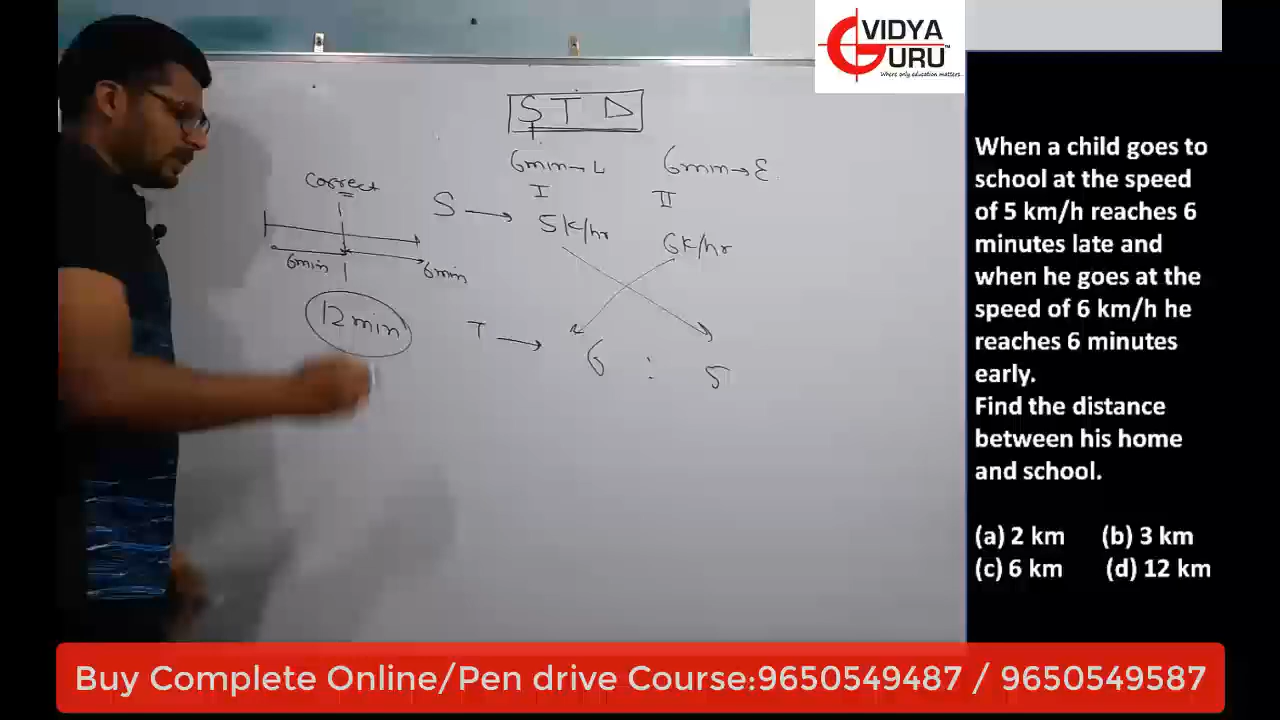 VIDYA
GURU
Where only education matters...
S T D
6min→L 6min→E
I II
correct
S → 5k/hr 6k/hr
6min 6min
12min
T → 6 : 5
When a child goes to
school at the speed
of 5 km/h reaches 6
minutes late and
when he goes at the
speed of 6 km/h he
reaches 6 minutes
early.
Find the distance
between his home
and school.
(a) 2 km (b) 3 km
(c) 6 km (d) 12 km
Buy Complete Online/Pen drive Course:9650549487 / 9650549587